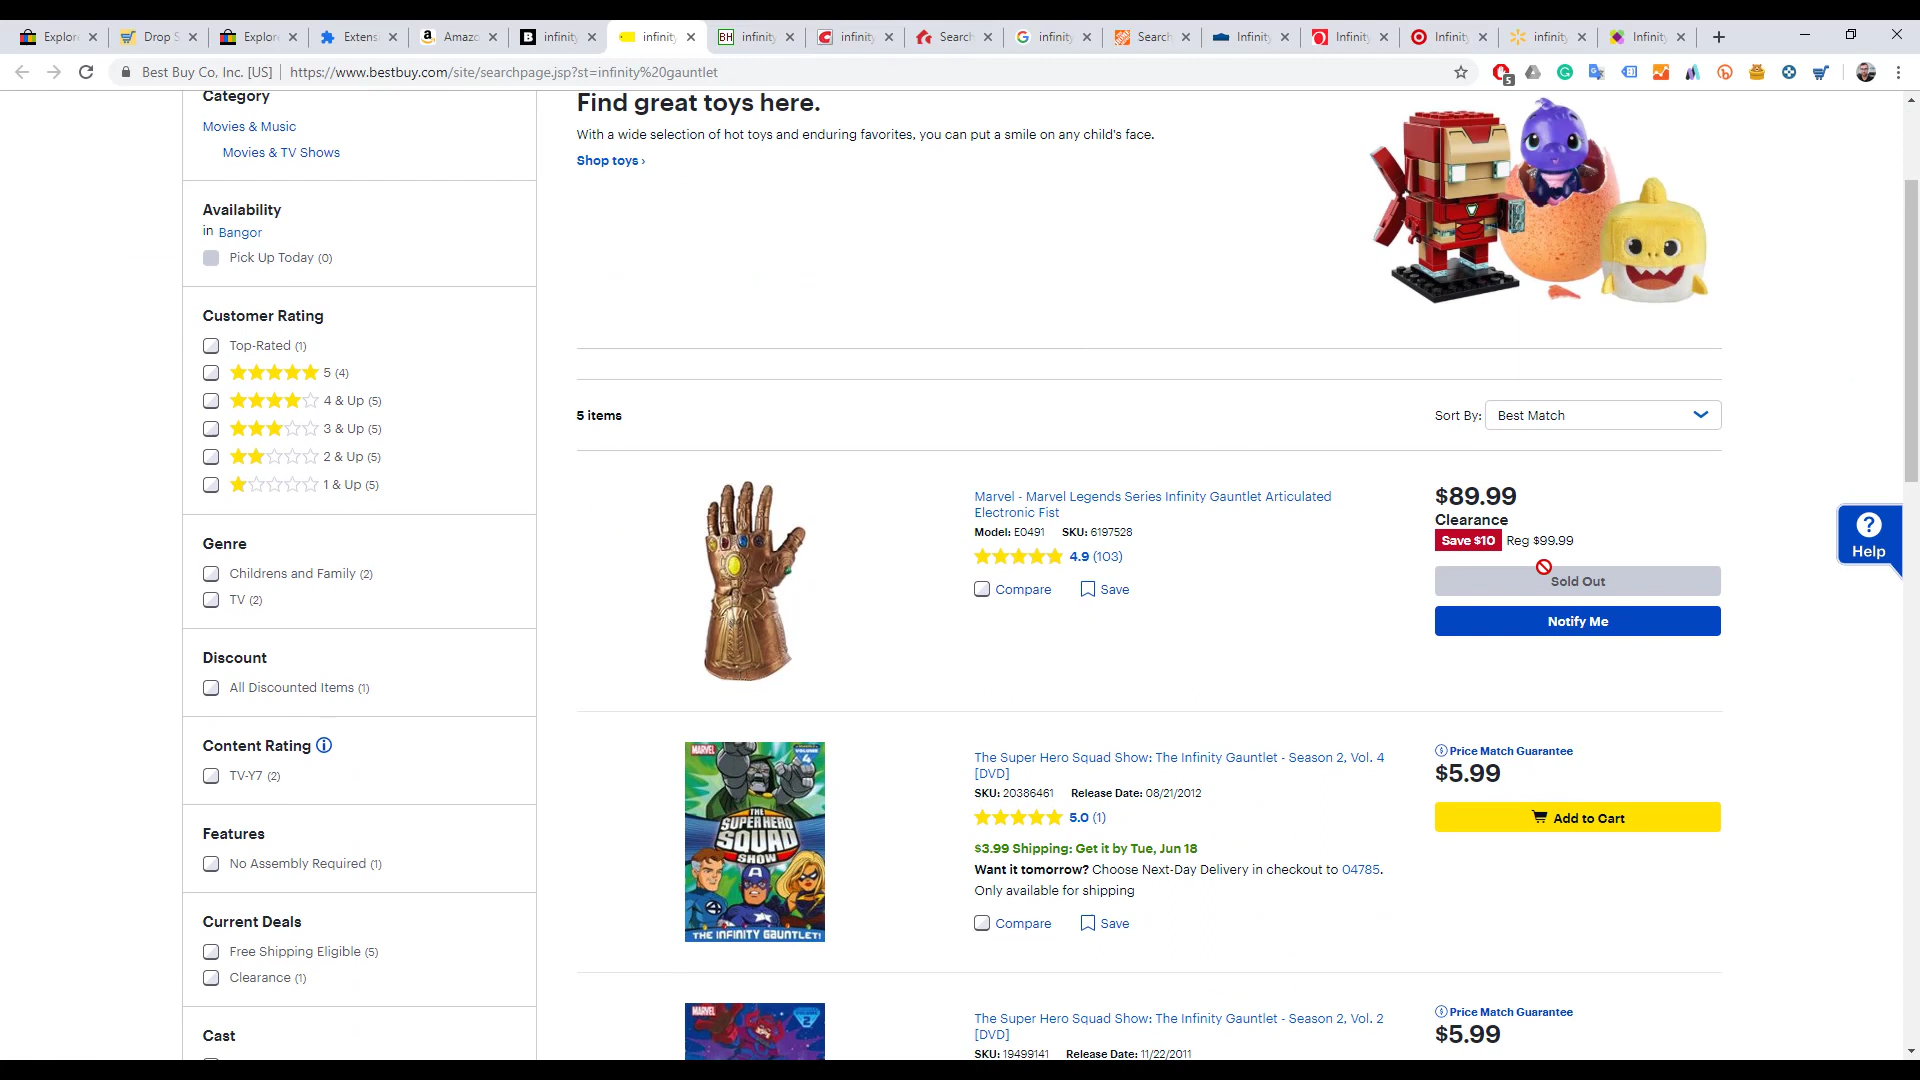 Explor
Drop S
Explor
Extensi
Amazo
infinity
infinity
BH infinity
infinity
Search
infinity
Search
Infinity
Infinity
Infinity
infinity
Infinity
Best Buy Co, Inc. [US] | https://www.bestbuy.com/site/searchpage.jsp?st=infinity%20gauntlet
5
Category
Movies & Music
Movies & TV Shows
Availability
in Bangor
Pick Up Today (0)
Customer Rating
Top-Rated (1)
5 (4)
4 & Up (5)
3 & Up (5)
2 & Up (5)
1 & Up (5)
Genre
Childrens and Family (2)
TV (2)
Discount
All Discounted Items (1)
Content Rating
TV-Y7 (2)
Features
No Assembly Required (1)
Current Deals
Free Shipping Eligible (5)
Clearance (1)
Cast
Find great toys here.
With a wide selection of hot toys and enduring favorites, you can put a smile on any child's face.
Shop toys ›
5 items
Sort By: Best Match
Marvel - Marvel Legends Series Infinity Gauntlet Articulated
Electronic Fist
Model: E0491 SKU: 6197528
4.9 (103)
Compare Save
$89.99
Clearance
Save $10 Reg $99.99
Sold Out
Notify Me
? Help
MARVEL
4
THE
SUPER HERO
SQUAD
SHOW
THE INFINITY GAUNTLET!
The Super Hero Squad Show: The Infinity Gauntlet - Season 2, Vol. 4
[DVD]
SKU: 20386461 Release Date: 08/21/2012
5.0 (1)
$3.99 Shipping: Get it by Tue, Jun 18
Want it tomorrow? Choose Next-Day Delivery in checkout to 04785.
Only available for shipping
Compare Save
Price Match Guarantee
$5.99
Add to Cart
MARVEL
2
The Super Hero Squad Show: The Infinity Gauntlet - Season 2, Vol. 2
[DVD]
SKU: 19499141 Release Date: 11/22/2011
Price Match Guarantee
$5.99